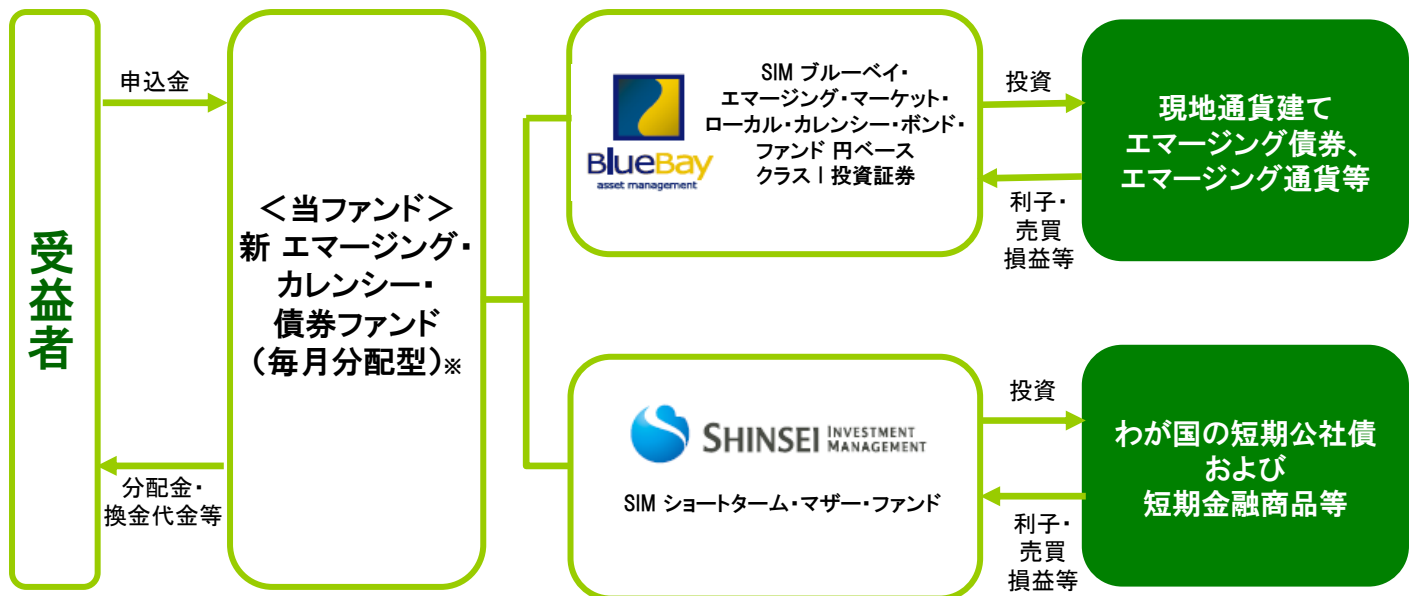 受益者
申込金
分配金・
換金代金等
＜当ファンド＞
新 エマージング・
カレンシー・
債券ファンド
（毎月分配型）※
BlueBay
asset management
SIM ブルーベイ・
エマージング・マーケット・
ローカル・カレンシー・ボンド・
ファンド 円ベース
クラスＩ投資証券
投資
利子・
売買
損益等
現地通貨建て
エマージング債券、
エマージング通貨等
SHINSEI INVESTMENT
MANAGEMENT
SIM ショートターム・マザー・ファンド
投資
利子・
売買
損益等
わが国の短期公社債
および
短期金融商品等